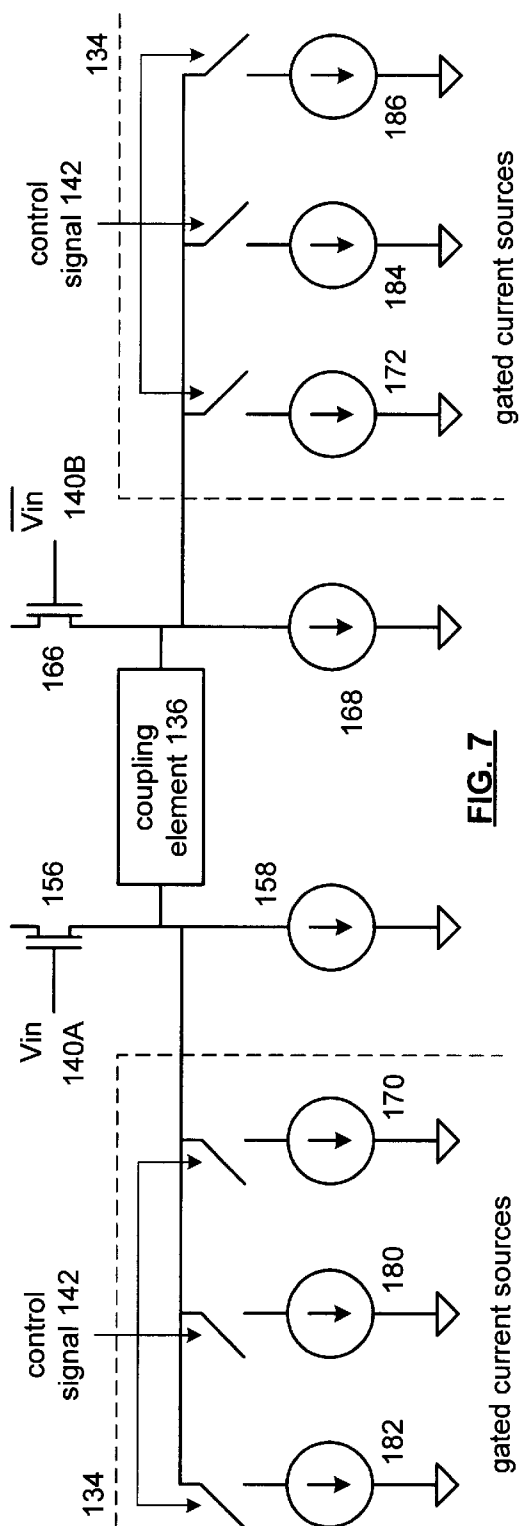 134
control
signal 142
182
180
170
gated current sources
Vin
140A
156
158
coupling
element 136
166
V̅i̅n̅
140B
168
control
signal 142
134
172
184
186
gated current sources
FIG. 7